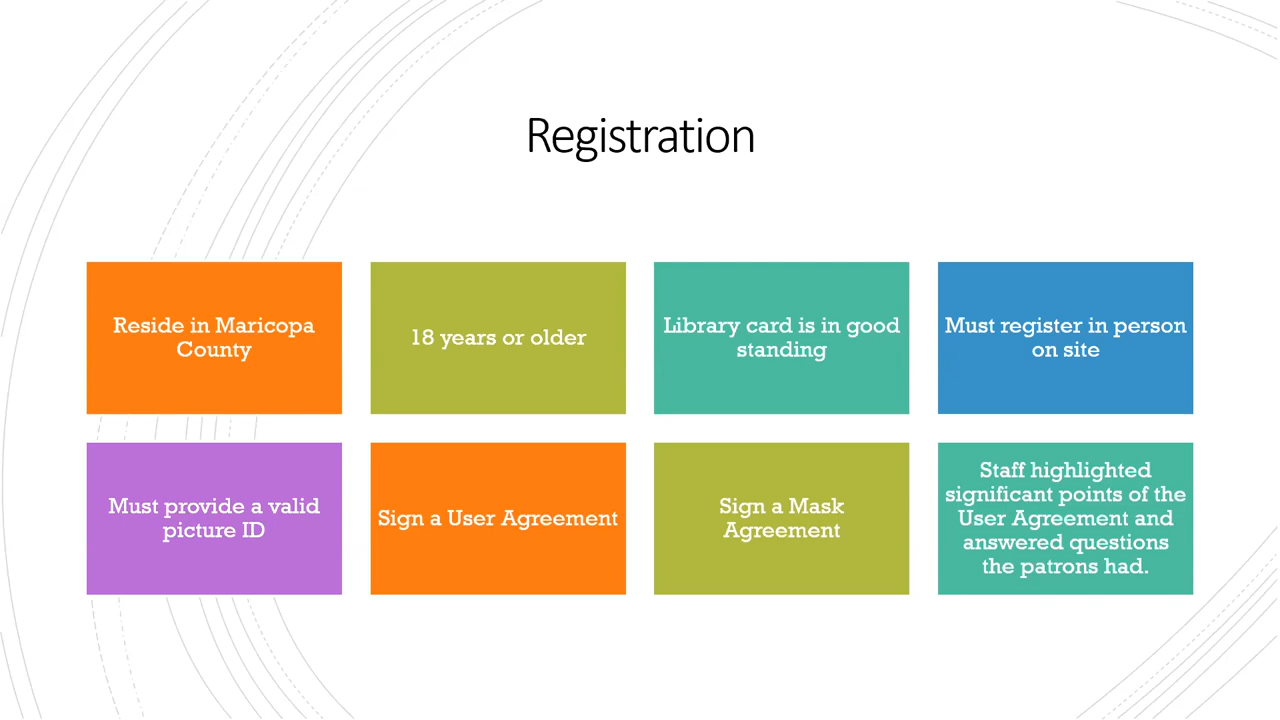 Registration
Reside in Maricopa
County
18 years or older
Library card is in good
standing
Must register in person
on site
Must provide a valid
picture ID
Sign a User Agreement
Sign a Mask
Agreement
Staff highlighted
significant points of the
User Agreement and
answered questions
the patrons had.